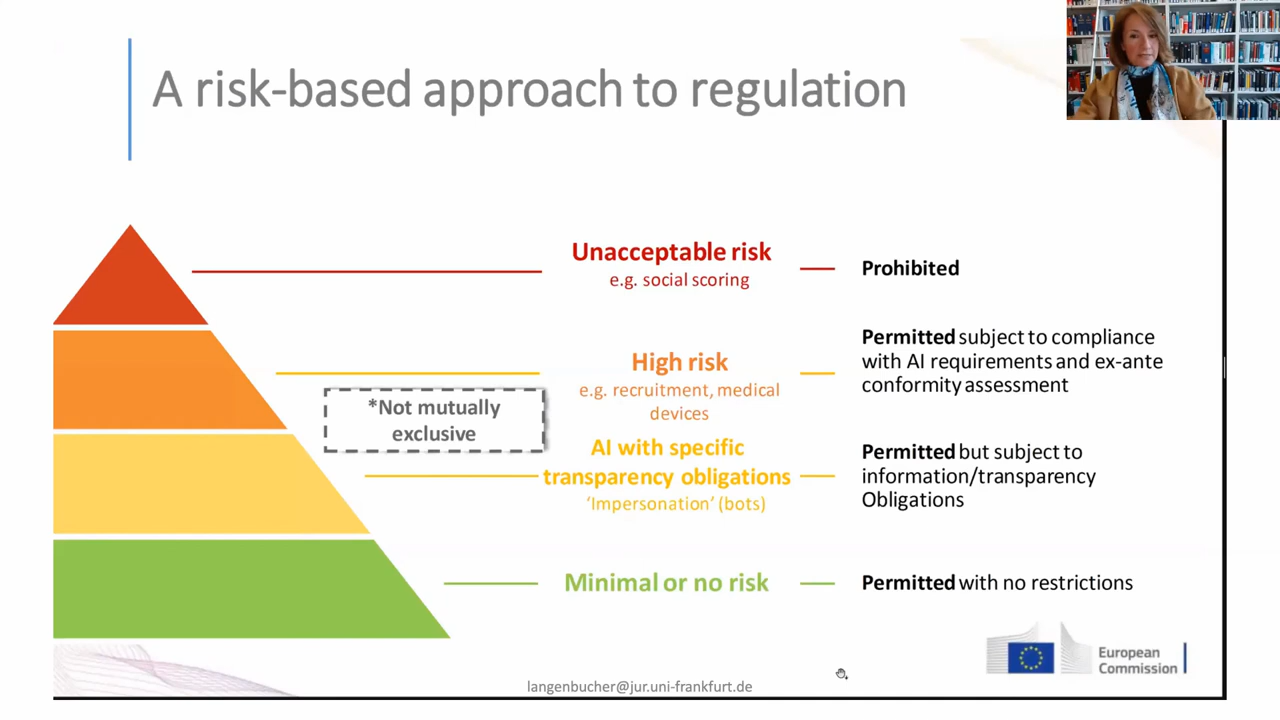 A risk-based approach to regulation
Unacceptable risk
e.g. social scoring
Prohibited
High risk
e.g. recruitment, medical
devices
Permitted subject to compliance
with AI requirements and ex-ante
conformity assessment
*Not mutually
exclusive
AI with specific
transparency obligations
‘Impersonation’ (bots)
Permitted but subject to
information/transparency
Obligations
Minimal or no risk
Permitted with no restrictions
European
Commission
langenbucher@jur.uni-frankfurt.de